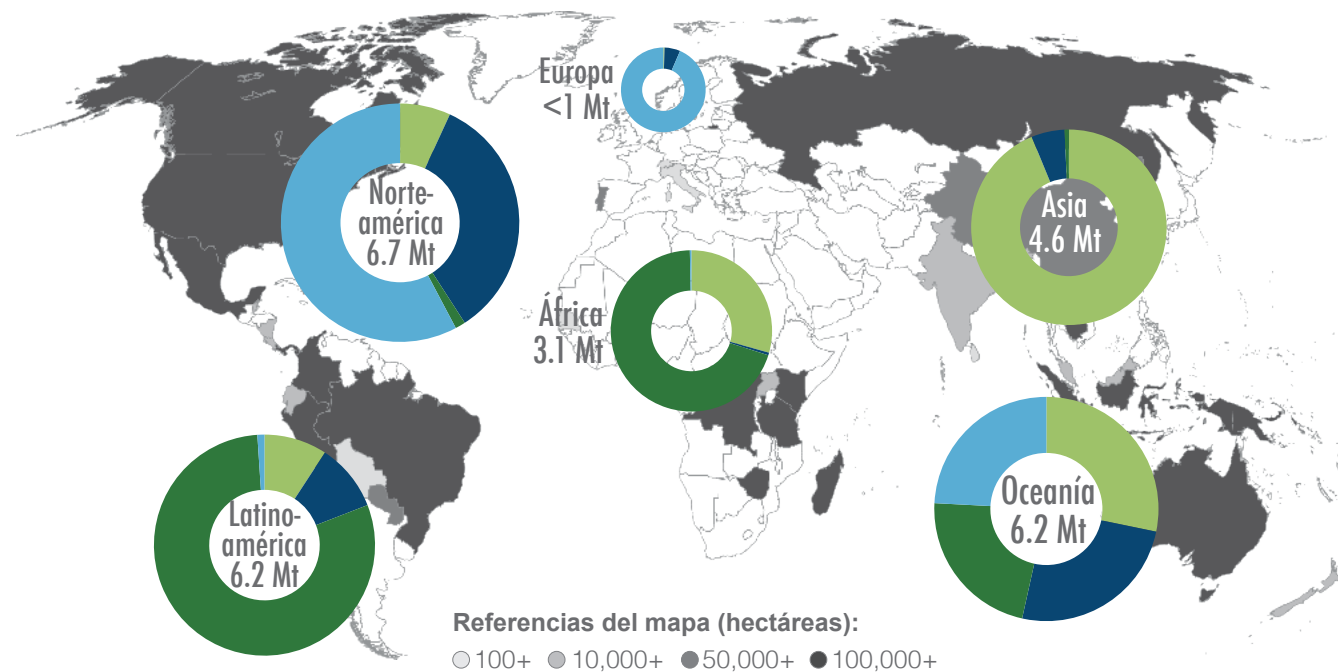 Europa
<1 Mt
Norte-
américa
6.7 Mt
Asia
4.6 Mt
África
3.1 Mt
Latino-
américa
6.2 Mt
Oceanía
6.2 Mt
Referencias del mapa (hectáreas):
100+ 10,000+ 50,000+ 100,000+